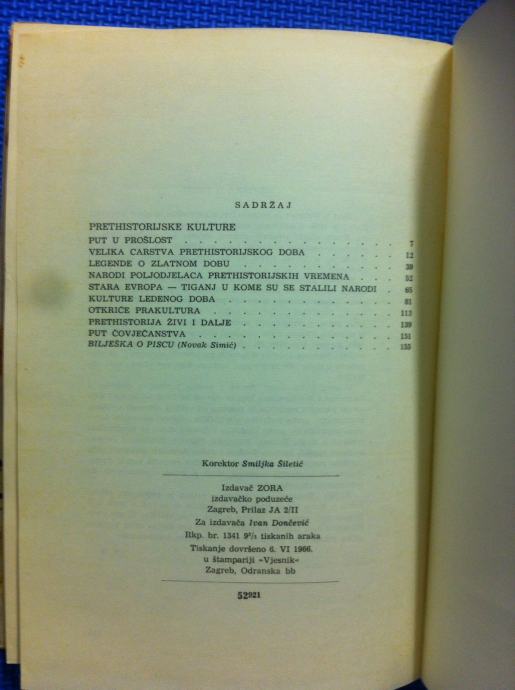 SADRŽAJ
PRETHISTORIJSKE KULTURE
PUT U PROŠLOST . . . . . . . . . . . . . . . 7
VELIKA CARSTVA PRETHISTORIJSKOG DOBA . . . . . . 12
LEGENDE O ZLATNOM DOBU . . . . . . . . . . . 39
NARODI POLJODJELACA PRETHISTORIJSKIH VREMENA . . . 52
STARA EVROPA — TIGANJ U KOME SU SE STALILI NARODI . 65
KULTURE LEDENOG DOBA . . . . . . . . . . . . 81
OTKRIĆE PRAKULTURA . . . . . . . . . . . . . 113
PRETHISTORIJA ŽIVI I DALJE . . . . . . . . . . . 139
PUT ČOVJEČANSTVA . . . . . . . . . . . . . . 151
BILJEŠKA O PISCU (Novak Simić) . . . . . . . . . . 155
Korektor Smiljka Šiletić
Izdavač ZORA
izdavačko poduzeće
Zagreb, Prilaz JA 2/II
Za izdavača Ivan Dončević
Rkp. br. 1341 9²/₃ tiskanih araka
Tiskanje dovršeno 6. VI 1966.
u štampariji »Vjesnik«
Zagreb, Odranska bb
52921